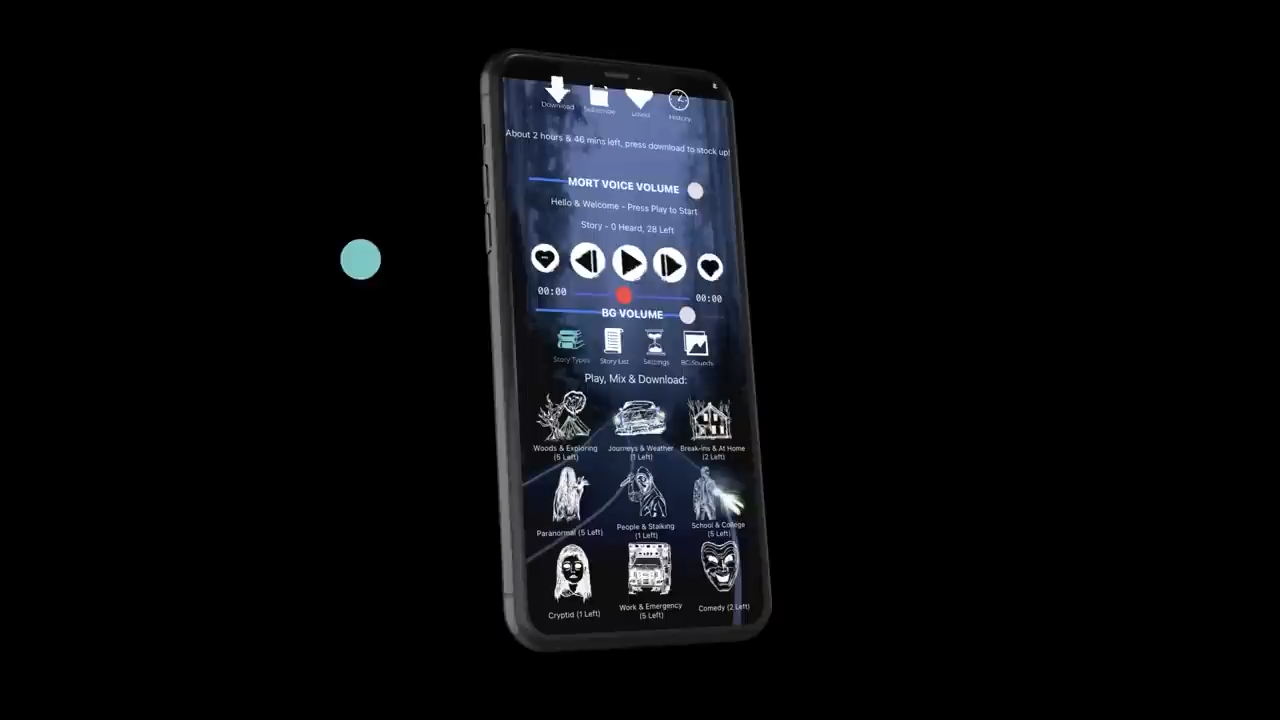 Download Subscribe Loved History
About 2 hours & 46 mins left, press download to stock up!
MORT VOICE VOLUME
Hello & Welcome - Press Play to Start
Story - 0 Heard, 28 Left
00:00 00:00
BG VOLUME
Story Types Story List Settings BG Sounds
Play, Mix & Download:
Woods & Exploring Journeys & Weather Break-ins & At Home
(5 Left) (1 Left) (2 Left)
Paranormal (5 Left) People & Stalking School & College
(1 Left) (5 Left)
Cryptid (1 Left) Work & Emergency Comedy (2 Left)
(5 Left)